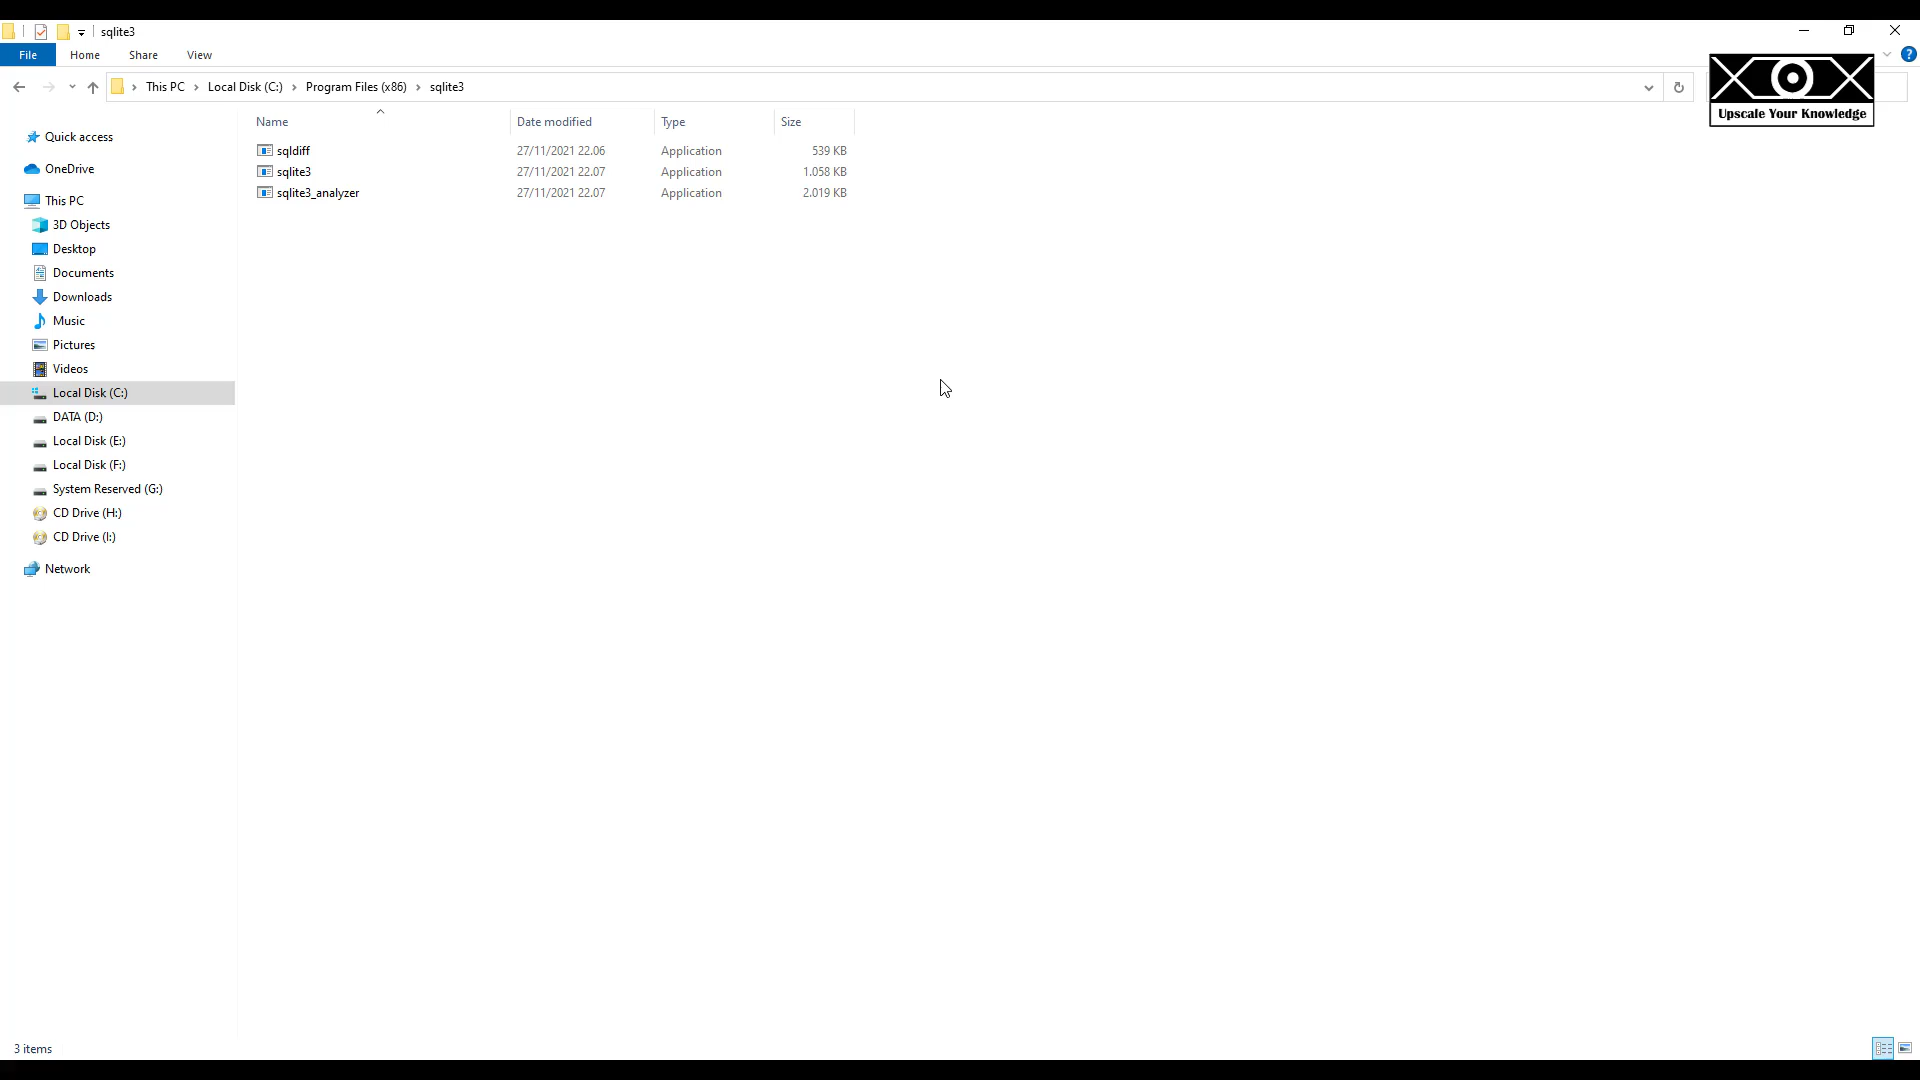 sqlite3
File Home Share View
This PC Local Disk (C:) Program Files (x86) sqlite3
XOX
Upscale Your Knowledge
Name Date modified Type Size
sqldiff 27/11/2021 22.06 Application 539 KB
sqlite3 27/11/2021 22.07 Application 1.058 KB
sqlite3_analyzer 27/11/2021 22.07 Application 2.019 KB
Quick access
OneDrive
This PC
3D Objects
Desktop
Documents
Downloads
Music
Pictures
Videos
Local Disk (C:)
DATA (D:)
Local Disk (E:)
Local Disk (F:)
System Reserved (G:)
CD Drive (H:)
CD Drive (I:)
Network
3 items